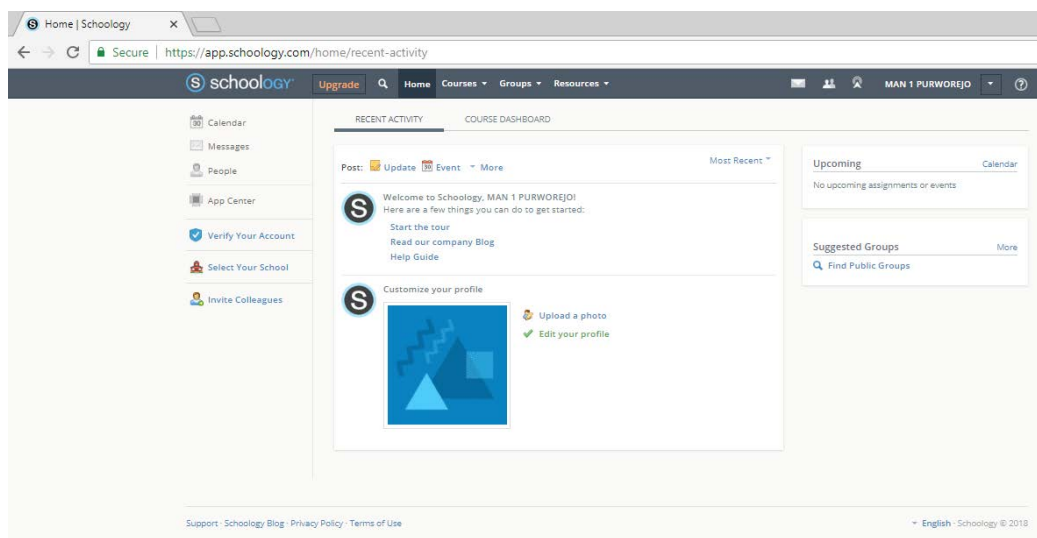 Home | Schoology
Secure | https://app.schoology.com/home/recent-activity
S schoology Upgrade Home Courses Groups Resources MAN 1 PURWOREJO
Calendar
Messages
People
App Center
Verify Your Account
Select Your School
Invite Colleagues
RECENT ACTIVITY COURSE DASHBOARD
Post: Update Event More Most Recent
Welcome to Schoology, MAN 1 PURWOREJO!
Here are a few things you can do to get started:
Start the tour
Read our company Blog
Help Guide
Customize your profile
Upload a photo
Edit your profile
Upcoming Calendar
No upcoming assignments or events
Suggested Groups More
Find Public Groups
Support · Schoology Blog · Privacy Policy · Terms of Use English · Schoology © 2018